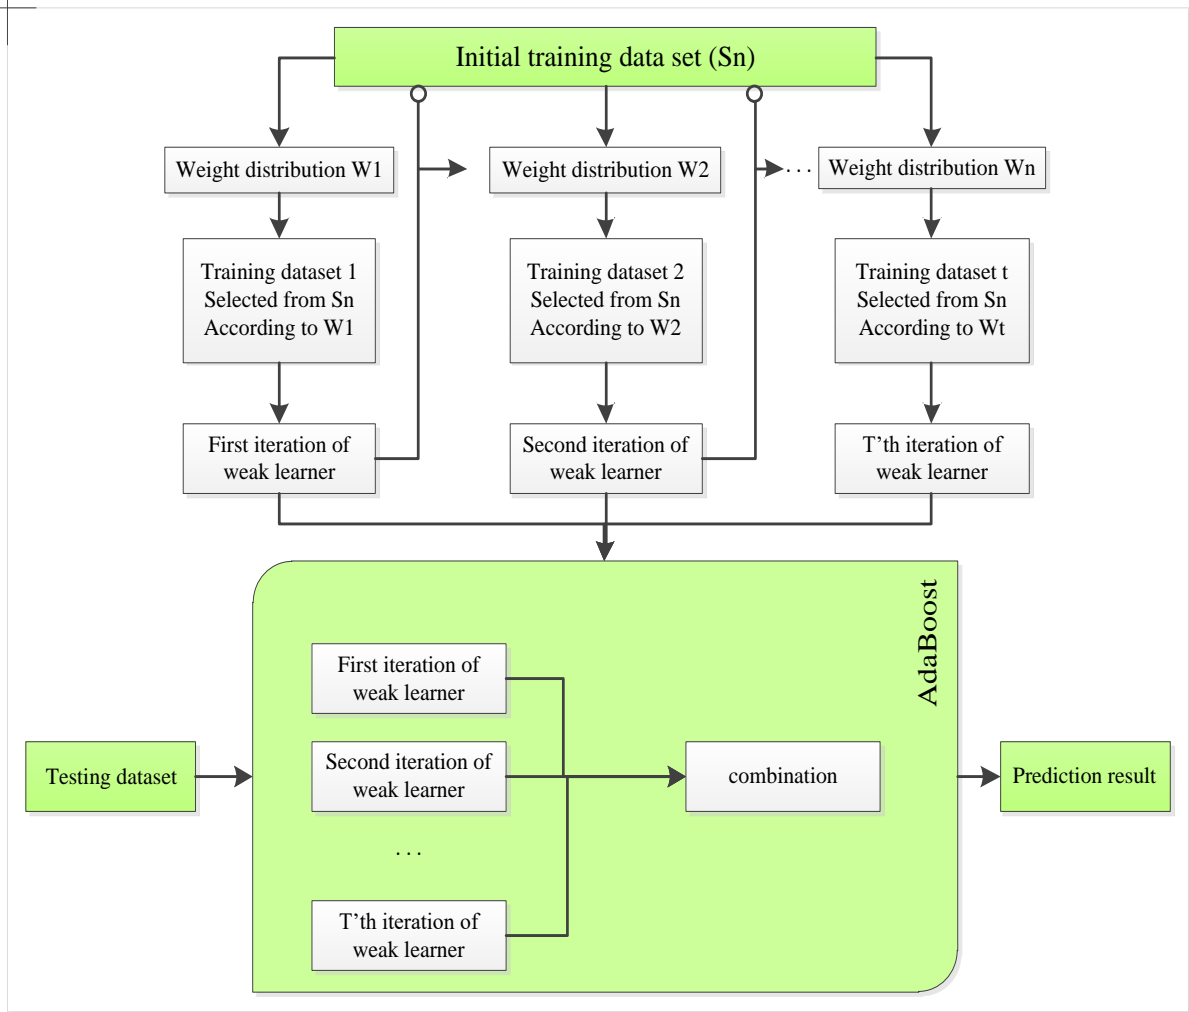 Initial training data set (Sn)
Weight distribution W1
Weight distribution W2
. . .
Weight distribution Wn
Training dataset 1
Selected from Sn
According to W1
Training dataset 2
Selected from Sn
According to W2
Training dataset t
Selected from Sn
According to Wt
First iteration of
weak learner
Second iteration of
weak learner
T’th iteration of
weak learner
AdaBoost
First iteration of
weak learner
Second iteration of
weak learner
. . .
T’th iteration of
weak learner
Testing dataset
combination
Prediction result